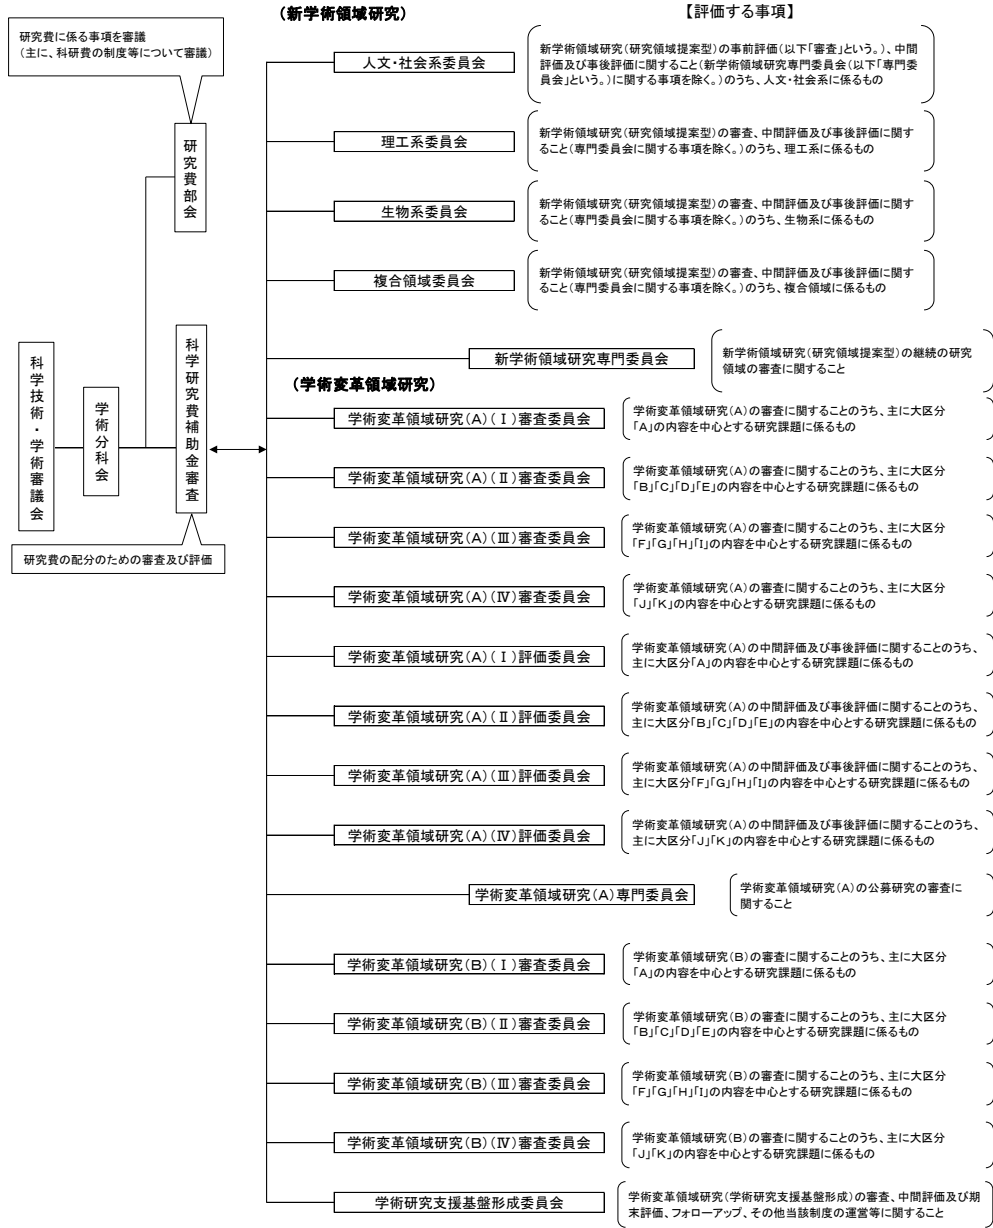 (新学術領域研究)
【評価する事項】
研究費に係る事項を審議
(主に、科研費の制度等について審議)
研究費部会
科学技術・学術審議会
学術分科会
科学研究費補助金審査
研究費の配分のための審査及び評価
人文・社会系委員会
新学術領域研究(研究領域提案型)の事前評価(以下「審査」という。)、中間
評価及び事後評価に関すること(新学術領域研究専門委員会(以下「専門委
員会」という。)に関する事項を除く。)のうち、人文・社会系に係るもの
理工系委員会
新学術領域研究(研究領域提案型)の審査、中間評価及び事後評価に関す
ること(専門委員会に関する事項を除く。)のうち、理工系に係るもの
生物系委員会
新学術領域研究(研究領域提案型)の審査、中間評価及び事後評価に関す
ること(専門委員会に関する事項を除く。)のうち、生物系に係るもの
複合領域委員会
新学術領域研究(研究領域提案型)の審査、中間評価及び事後評価に関す
ること(専門委員会に関する事項を除く。)のうち、複合領域に係るもの
新学術領域研究専門委員会
新学術領域研究(研究領域提案型)の継続の研究
領域の審査に関すること
(学術変革領域研究)
学術変革領域研究(A)(Ⅰ)審査委員会
学術変革領域研究(A)の審査に関することのうち、主に大区分
「A」の内容を中心とする研究課題に係るもの
学術変革領域研究(A)(Ⅱ)審査委員会
学術変革領域研究(A)の審査に関することのうち、主に大区分
「B」「C」「D」「E」の内容を中心とする研究課題に係るもの
学術変革領域研究(A)(Ⅲ)審査委員会
学術変革領域研究(A)の審査に関することのうち、主に大区分
「F」「G」「H」「I」の内容を中心とする研究課題に係るもの
学術変革領域研究(A)(Ⅳ)審査委員会
学術変革領域研究(A)の審査に関することのうち、主に大区分
「J」「K」の内容を中心とする研究課題に係るもの
学術変革領域研究(A)(Ⅰ)評価委員会
学術変革領域研究(A)の中間評価及び事後評価に関することのうち、
主に大区分「A」の内容を中心とする研究課題に係るもの
学術変革領域研究(A)(Ⅱ)評価委員会
学術変革領域研究(A)の中間評価及び事後評価に関することのうち、
主に大区分「B」「C」「D」「E」の内容を中心とする研究課題に係るもの
学術変革領域研究(A)(Ⅲ)評価委員会
学術変革領域研究(A)の中間評価及び事後評価に関することのうち、
主に大区分「F」「G」「H」「I」の内容を中心とする研究課題に係るもの
学術変革領域研究(A)(Ⅳ)評価委員会
学術変革領域研究(A)の中間評価及び事後評価に関することのうち、
主に大区分「J」「K」の内容を中心とする研究課題に係るもの
学術変革領域研究(A)専門委員会
学術変革領域研究(A)の公募研究の審査に
関すること
学術変革領域研究(B)(Ⅰ)審査委員会
学術変革領域研究(B)の審査に関することのうち、主に大区分
「A」の内容を中心とする研究課題に係るもの
学術変革領域研究(B)(Ⅱ)審査委員会
学術変革領域研究(B)の審査に関することのうち、主に大区分
「B」「C」「D」「E」の内容を中心とする研究課題に係るもの
学術変革領域研究(B)(Ⅲ)審査委員会
学術変革領域研究(B)の審査に関することのうち、主に大区分
「F」「G」「H」「I」の内容を中心とする研究課題に係るもの
学術変革領域研究(B)(Ⅳ)審査委員会
学術変革領域研究(B)の審査に関することのうち、主に大区分
「J」「K」の内容を中心とする研究課題に係るもの
学術研究支援基盤形成委員会
学術変革領域研究(学術研究支援基盤形成)の審査、中間評価及び期
末評価、フォローアップ、その他当該制度の運営等に関すること